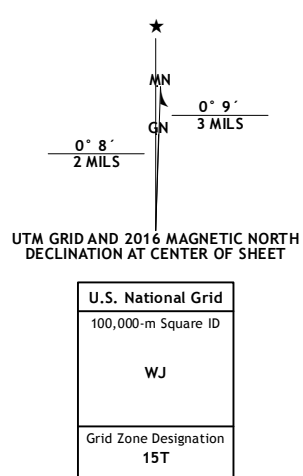 ★
MN
GN
0° 9´
3 MILS
0° 8´
2 MILS
UTM GRID AND 2016 MAGNETIC NORTH
DECLINATION AT CENTER OF SHEET
U.S. National Grid
100,000-m Square ID
WJ
Grid Zone Designation
15T